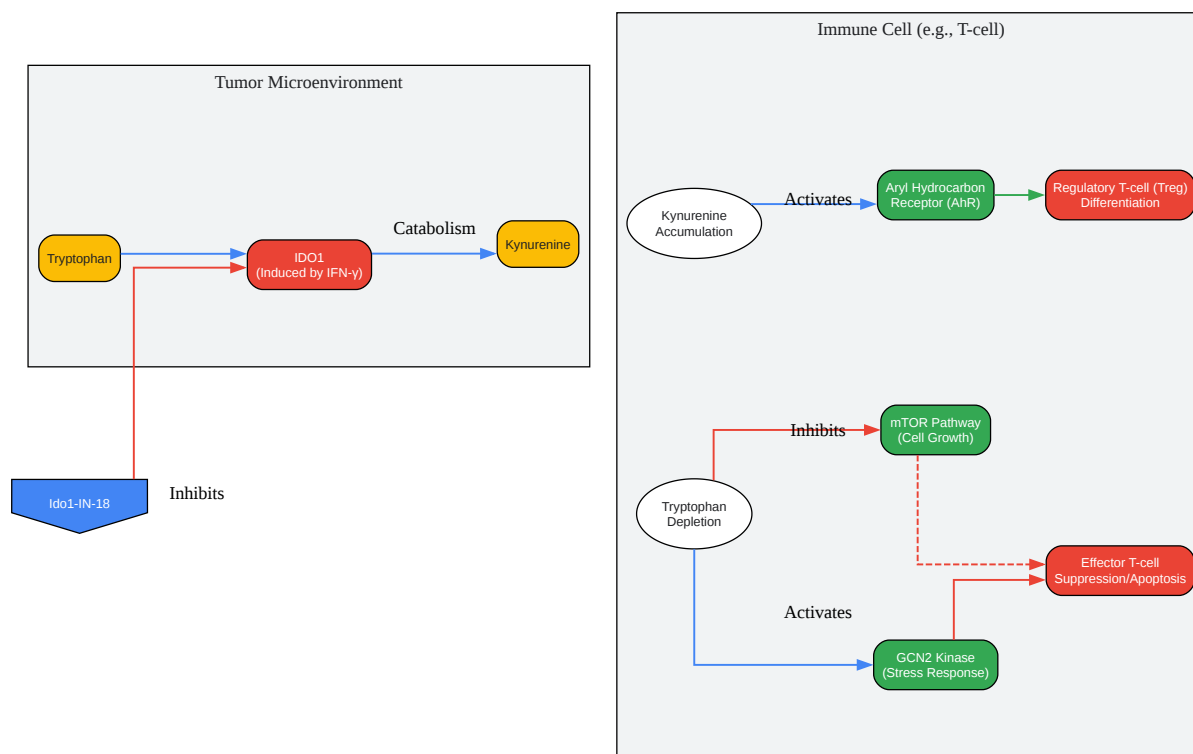 Tumor Microenvironment
Tryptophan
IDO1
(Induced by IFN-γ)
Catabolism
Kynurenine
Ido1-IN-18
Inhibits
Immune Cell (e.g., T-cell)
Kynurenine
Accumulation
Activates
Aryl Hydrocarbon
Receptor (AhR)
Regulatory T-cell (Treg)
Differentiation
Tryptophan
Depletion
Inhibits
mTOR Pathway
(Cell Growth)
Activates
GCN2 Kinase
(Stress Response)
Effector T-cell
Suppression/Apoptosis